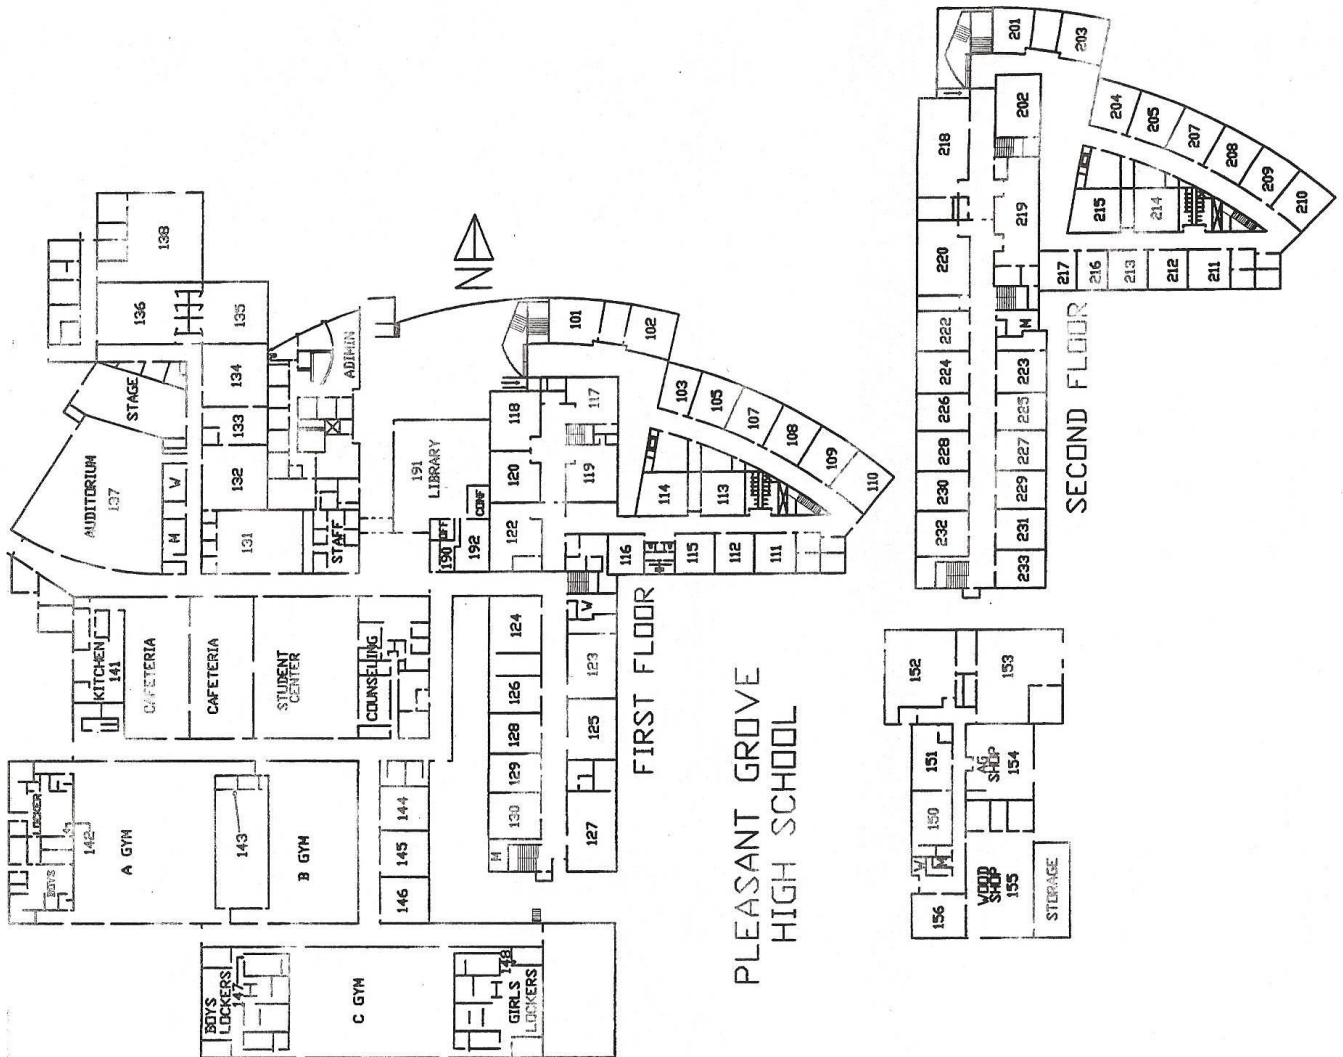 138
136
135
134
133
132
131
STAGE
AUDITORIUM
137
W
M
ADIMIN
STAFF
N
191
LIBRARY
CONF
OFF
190
192
118
120
122
117
119
101
102
103
105
107
108
109
110
114
113
116
115
112
111
KITCHEN
141
CAFETERIA
CAFETERIA
STUDENT
CENTER
COUNSELING
124
126
128
129
130
M
W
123
125
127
FIRST FLOOR
LOCKER
BOYS
142
A GYM
143
B GYM
144
145
146
BOYS
LOCKERS
147
C GYM
148
GIRLS
LOCKERS
PLEASANT GROVE
HIGH SCHOOL
201
203
202
204
205
207
208
209
210
218
219
220
215
214
217
216
213
212
211
M
222
224
226
228
230
232
223
225
227
229
231
233
SECOND FLOOR
152
153
151
150
AG
SHOP
154
W
M
156
WOOD
SHOP
155
STORAGE